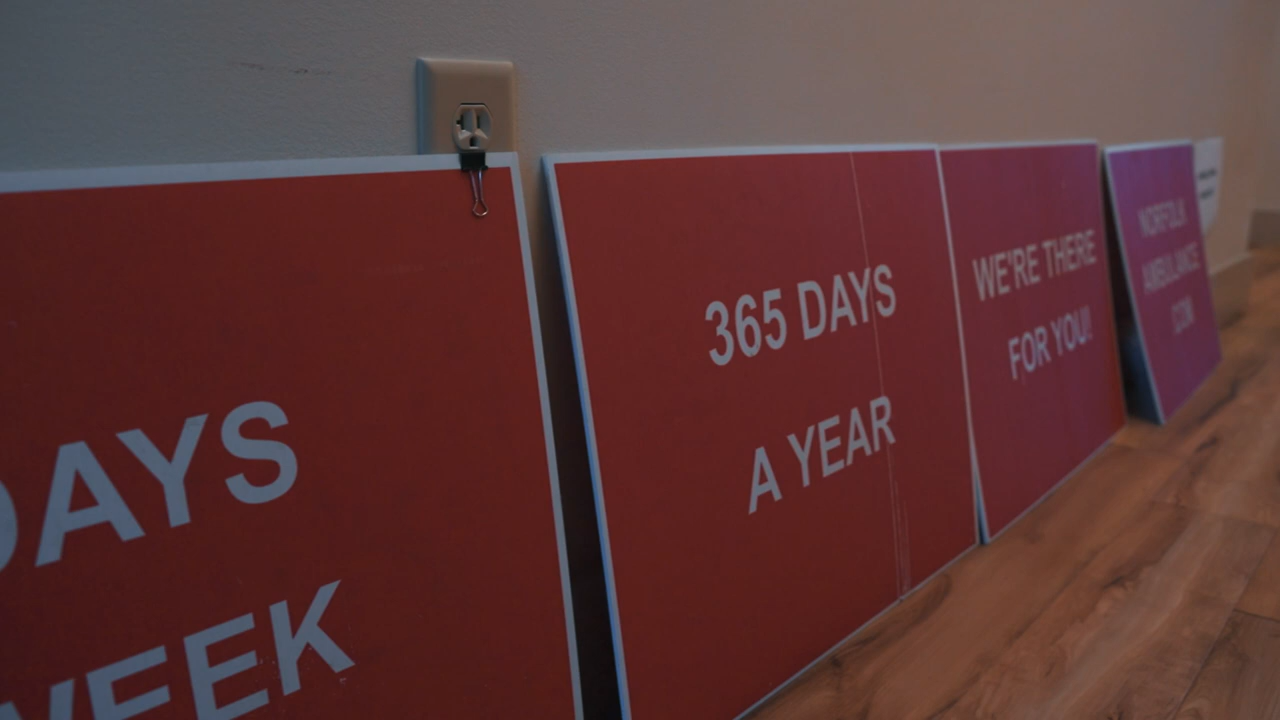 DAYS
WEEK
365 DAYS
A YEAR
WE'RE THERE
FOR YOU!
NORFOLK
AMBULANCE
.COM